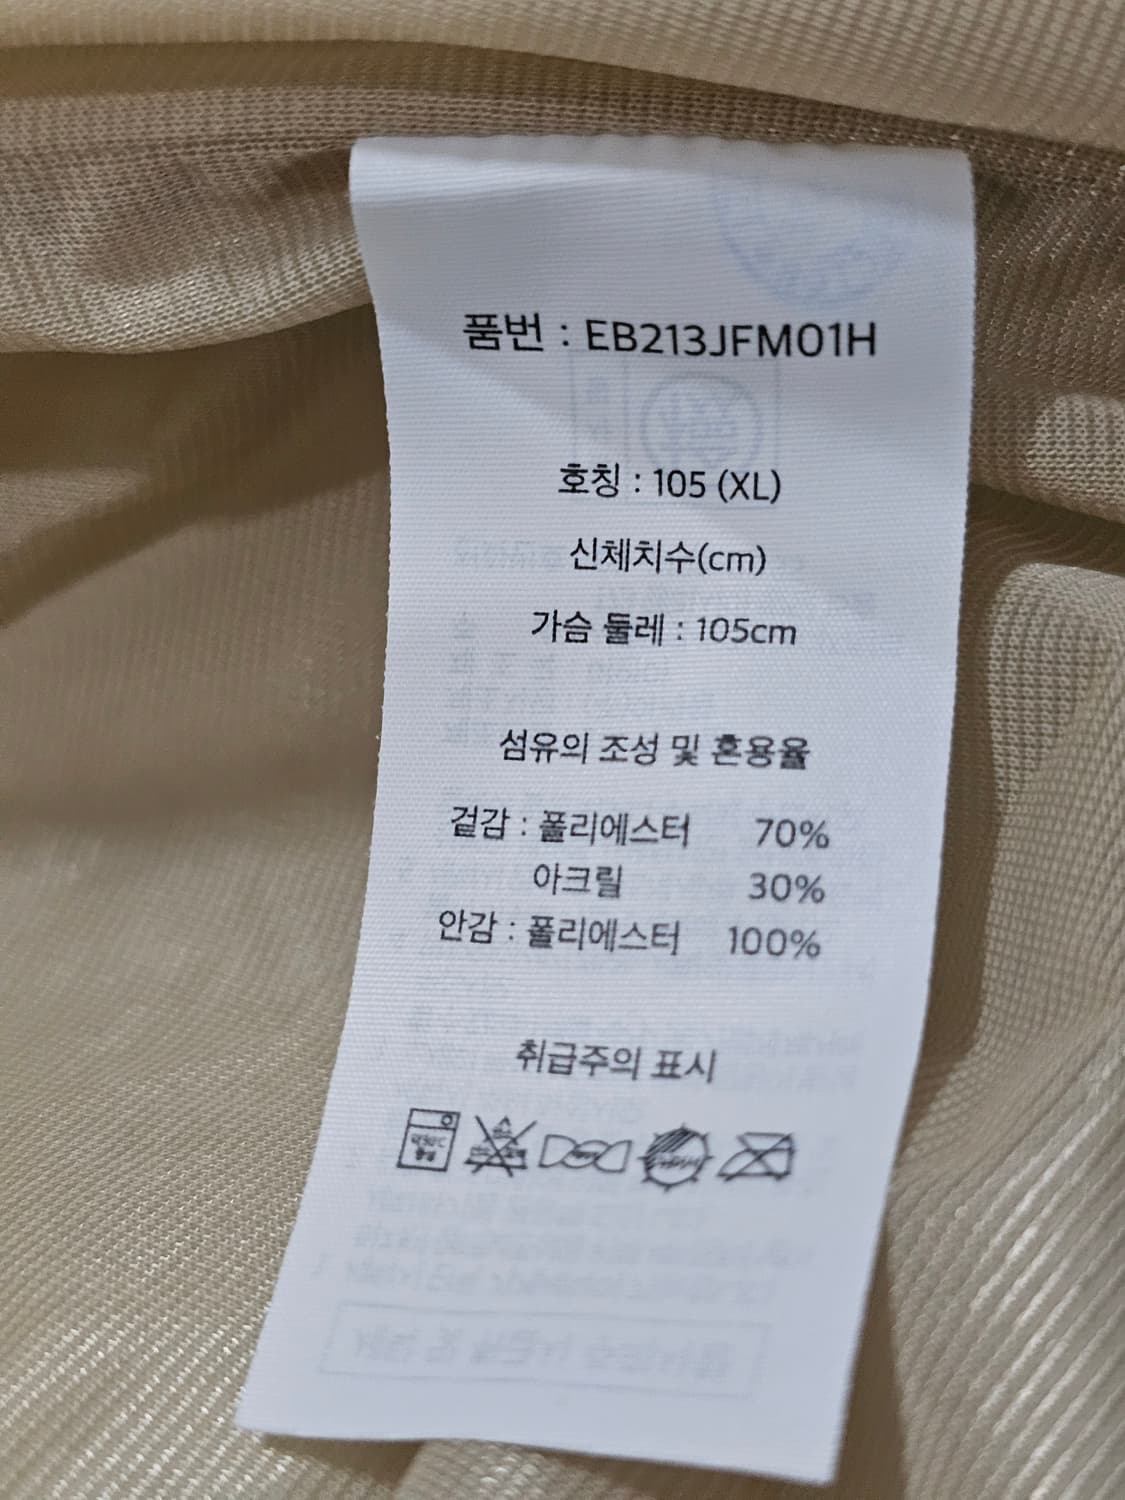 품번 : EB213JFM01H
호칭 : 105 (XL)
신체치수(cm)
가슴 둘레 : 105cm
섬유의 조성 및 혼용율
겉감 : 폴리에스터 70%
아크릴 30%
안감 : 폴리에스터 100%
취급주의 표시